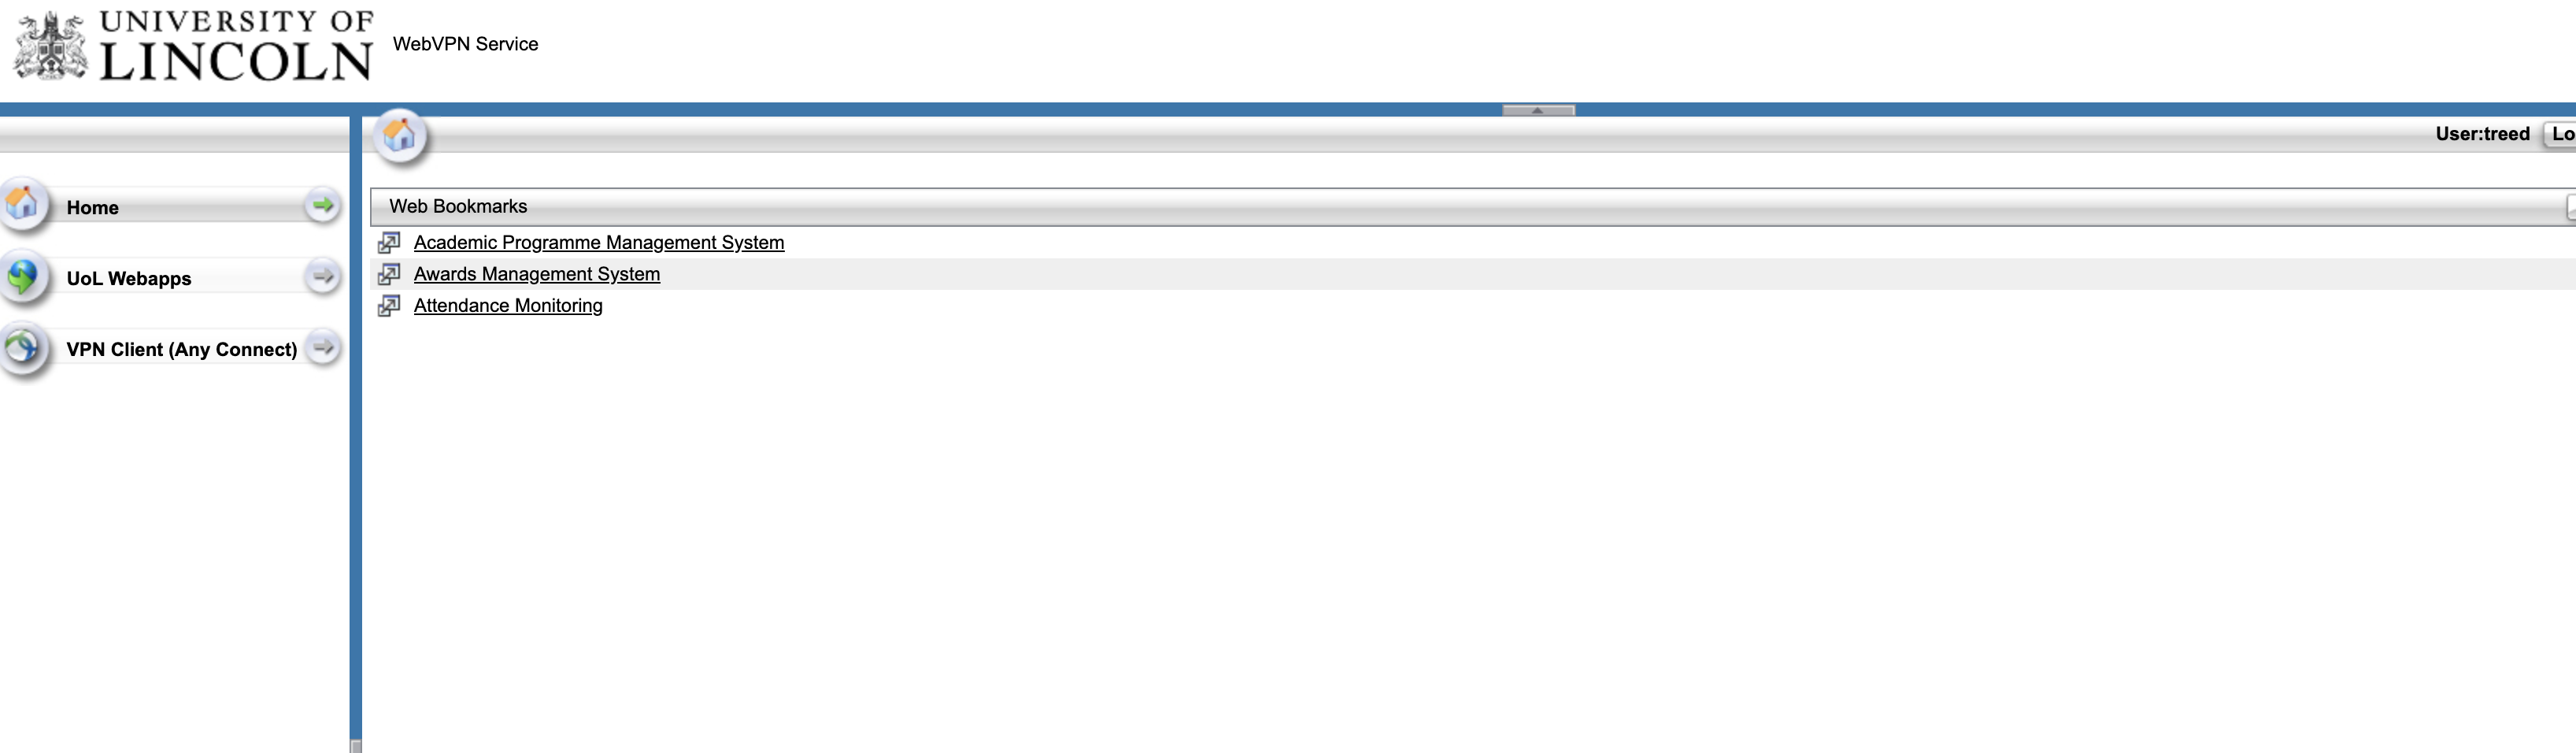 UNIVERSITY OF
LINCOLN
WebVPN Service
User:treed
Home
UoL Webapps
VPN Client (Any Connect)
Web Bookmarks
Academic Programme Management System
Awards Management System
Attendance Monitoring